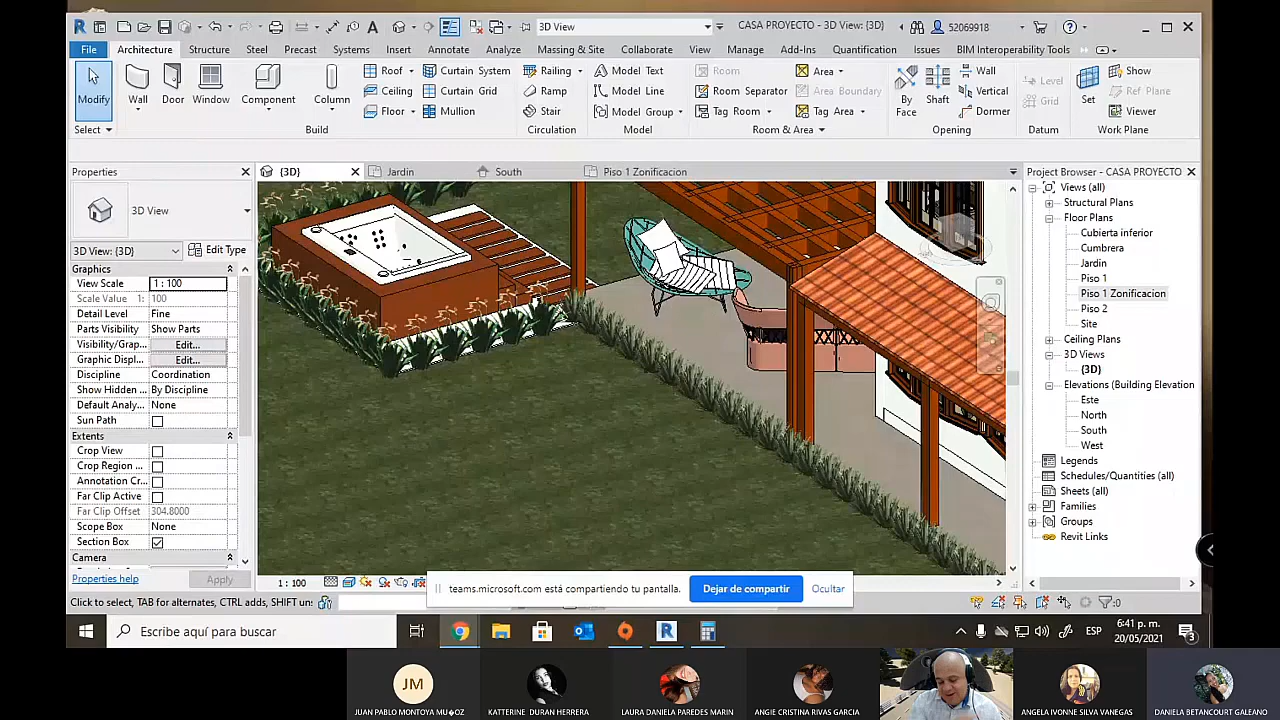 3D View
CASA PROYECTO - 3D View: {3D}
52069918
File Architecture Structure Steel Precast Systems Insert Annotate Analyze Massing & Site Collaborate View Manage Add-Ins Quantification Issues BIM Interoperability Tools
Modify
Wall
Door
Window
Component
Column
Roof
Ceiling
Floor
Curtain System
Curtain Grid
Mullion
Railing
Ramp
Stair
Model Text
Model Line
Model Group
Room
Room Separator
Tag Room
Area
Area Boundary
Tag Area
By
Face
Shaft
Wall
Vertical
Dormer
Level
Grid
Set
Show
Ref Plane
Viewer
Select
Build
Circulation
Model
Room & Area
Opening
Datum
Work Plane
Properties
{3D}
Jardin
South
Piso 1 Zonificacion
Project Browser - CASA PROYECTO
3D View
3D View: {3D}
Edit Type
Graphics
View Scale 1 : 100
Scale Value 1: 100
Detail Level Fine
Parts Visibility Show Parts
Visibility/Grap... Edit...
Graphic Displ... Edit...
Discipline Coordination
Show Hidden ... By Discipline
Default Analy... None
Sun Path
Extents
Crop View
Crop Region ...
Annotation Cr...
Far Clip Active
Far Clip Offset 304.8000
Scope Box None
Section Box
Camera
Properties help
Apply
Views (all)
Structural Plans
Floor Plans
Cubierta inferior
Cumbrera
Jardin
Piso 1
Piso 1 Zonificacion
Piso 2
Site
Ceiling Plans
3D Views
{3D}
Elevations (Building Elevation
Este
North
South
West
Legends
Schedules/Quantities (all)
Sheets (all)
Families
Groups
Revit Links
1 : 100
teams.microsoft.com está compartiendo tu pantalla.
Dejar de compartir
Ocultar
Click to select, TAB for alternates, CTRL adds, SHIFT un:
:0
Escribe aquí para buscar
ESP
6:41 p. m.
20/05/2021
3
JM
JUAN PABLO MONTOYA MU�OZ
KATTERINE DURAN HERRERA
LAURA DANIELA PAREDES MARIN
ANGIE CRISTINA RIVAS GARCIA
ANGELA IVONNE SILVA VANEGAS
DANIELA BETANCOURT GALEANO